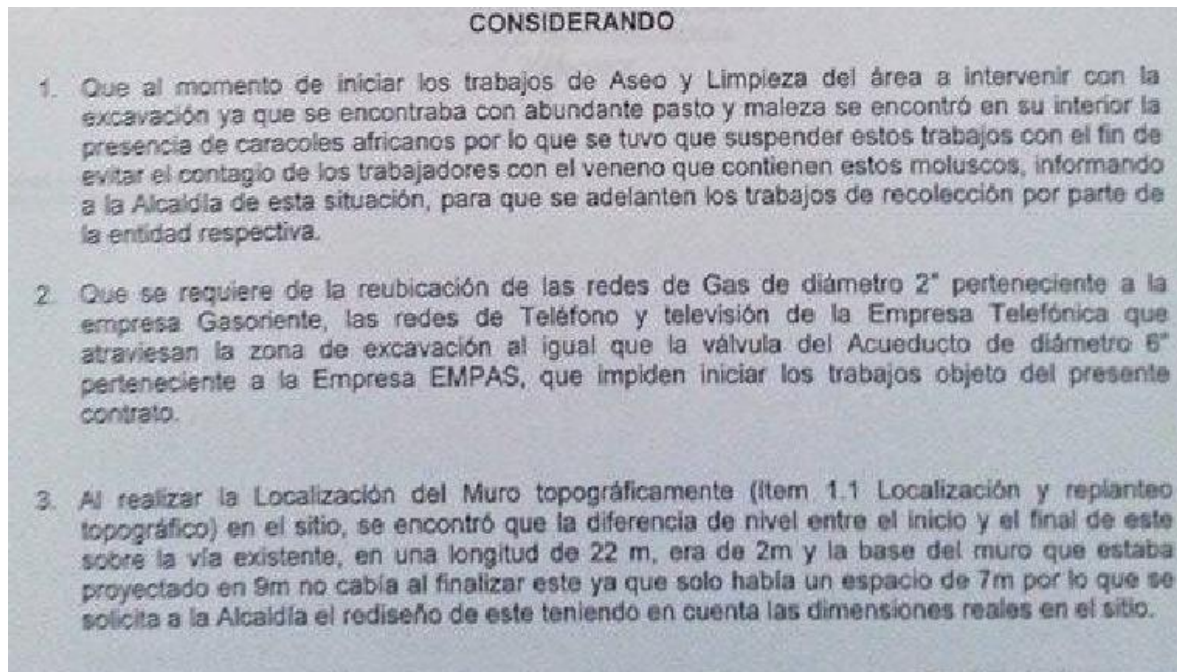 CONSIDERANDO
1. Que al momento de iniciar los trabajos de Aseo y Limpieza del área a intervenir con la
excavación ya que se encontraba con abundante pasto y maleza se encontró en su interior la
presencia de caracoles africanos por lo que se tuvo que suspender estos trabajos con el fin de
evitar el contagio de los trabajadores con el veneno que contienen estos moluscos, informando
a la Alcaldía de esta situación, para que se adelanten los trabajos de recolección por parte de
la entidad respectiva.
2. Que se requiere de la reubicación de las redes de Gas de diámetro 2" perteneciente a la
empresa Gasoriente, las redes de Teléfono y televisión de la Empresa Telefónica que
atraviesan la zona de excavación al igual que la válvula del Acueducto de diámetro 6"
perteneciente a la Empresa EMPAS, que impiden iniciar los trabajos objeto del presente
contrato.
3. Al realizar la Localización del Muro topográficamente (ítem 1.1 Localización y replanteo
topográfico) en el sitio, se encontró que la diferencia de nivel entre el inicio y el final de este
sobre la vía existente, en una longitud de 22 m, era de 2m y la base del muro que estaba
proyectado en 9m no cabía al finalizar este ya que solo había un espacio de 7m por lo que se
solicita a la Alcaldía el rediseño de este teniendo en cuenta las dimensiones reales en el sitio.